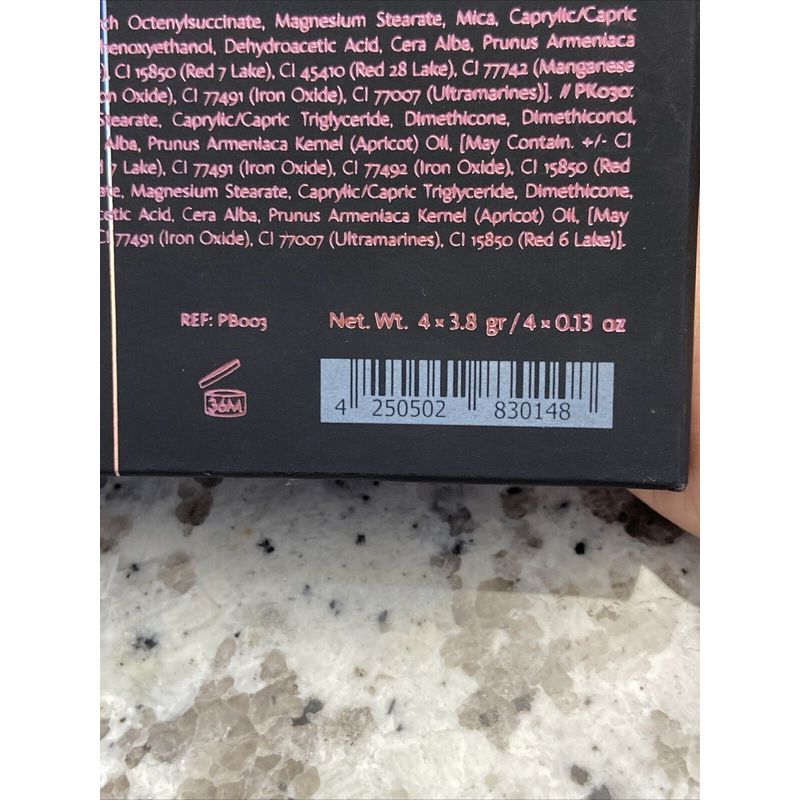 Octenylsuccinate, Magnesium Stearate, Mica, Caprylic/Capric
Dehydroacetic Acid, Cera Alba, Prunus Armeniaca
CI 15850 (Red 7 Lake), CI 45410 (Red 28 Lake), CI 77742 (Manganese
Oxide), CI 77491 (Iron Oxide), CI 77007 (Ultramarines)]. // PK030:
Stearate, Caprylic/Capric Triglyceride, Dimethicone, Dimethiconol,
Alba, Prunus Armeniaca Kernel (Apricot) Oil, [May Contain. +/- CI
7 Lake), CI 77491 (Iron Oxide), CI 77492 (Iron Oxide), CI 15850 (Red
Magnesium Stearate, Caprylic/Capric Triglyceride, Dimethicone,
Acid, Cera Alba, Prunus Armeniaca Kernel (Apricot) Oil, [May
CI 77491 (Iron Oxide), CI 77007 (Ultramarines), CI 15850 (Red 6 Lake)].
REF: PB003 Net. Wt. 4 x 3.8 gr / 4 x 0.13 oz
36M
4 250502 830148